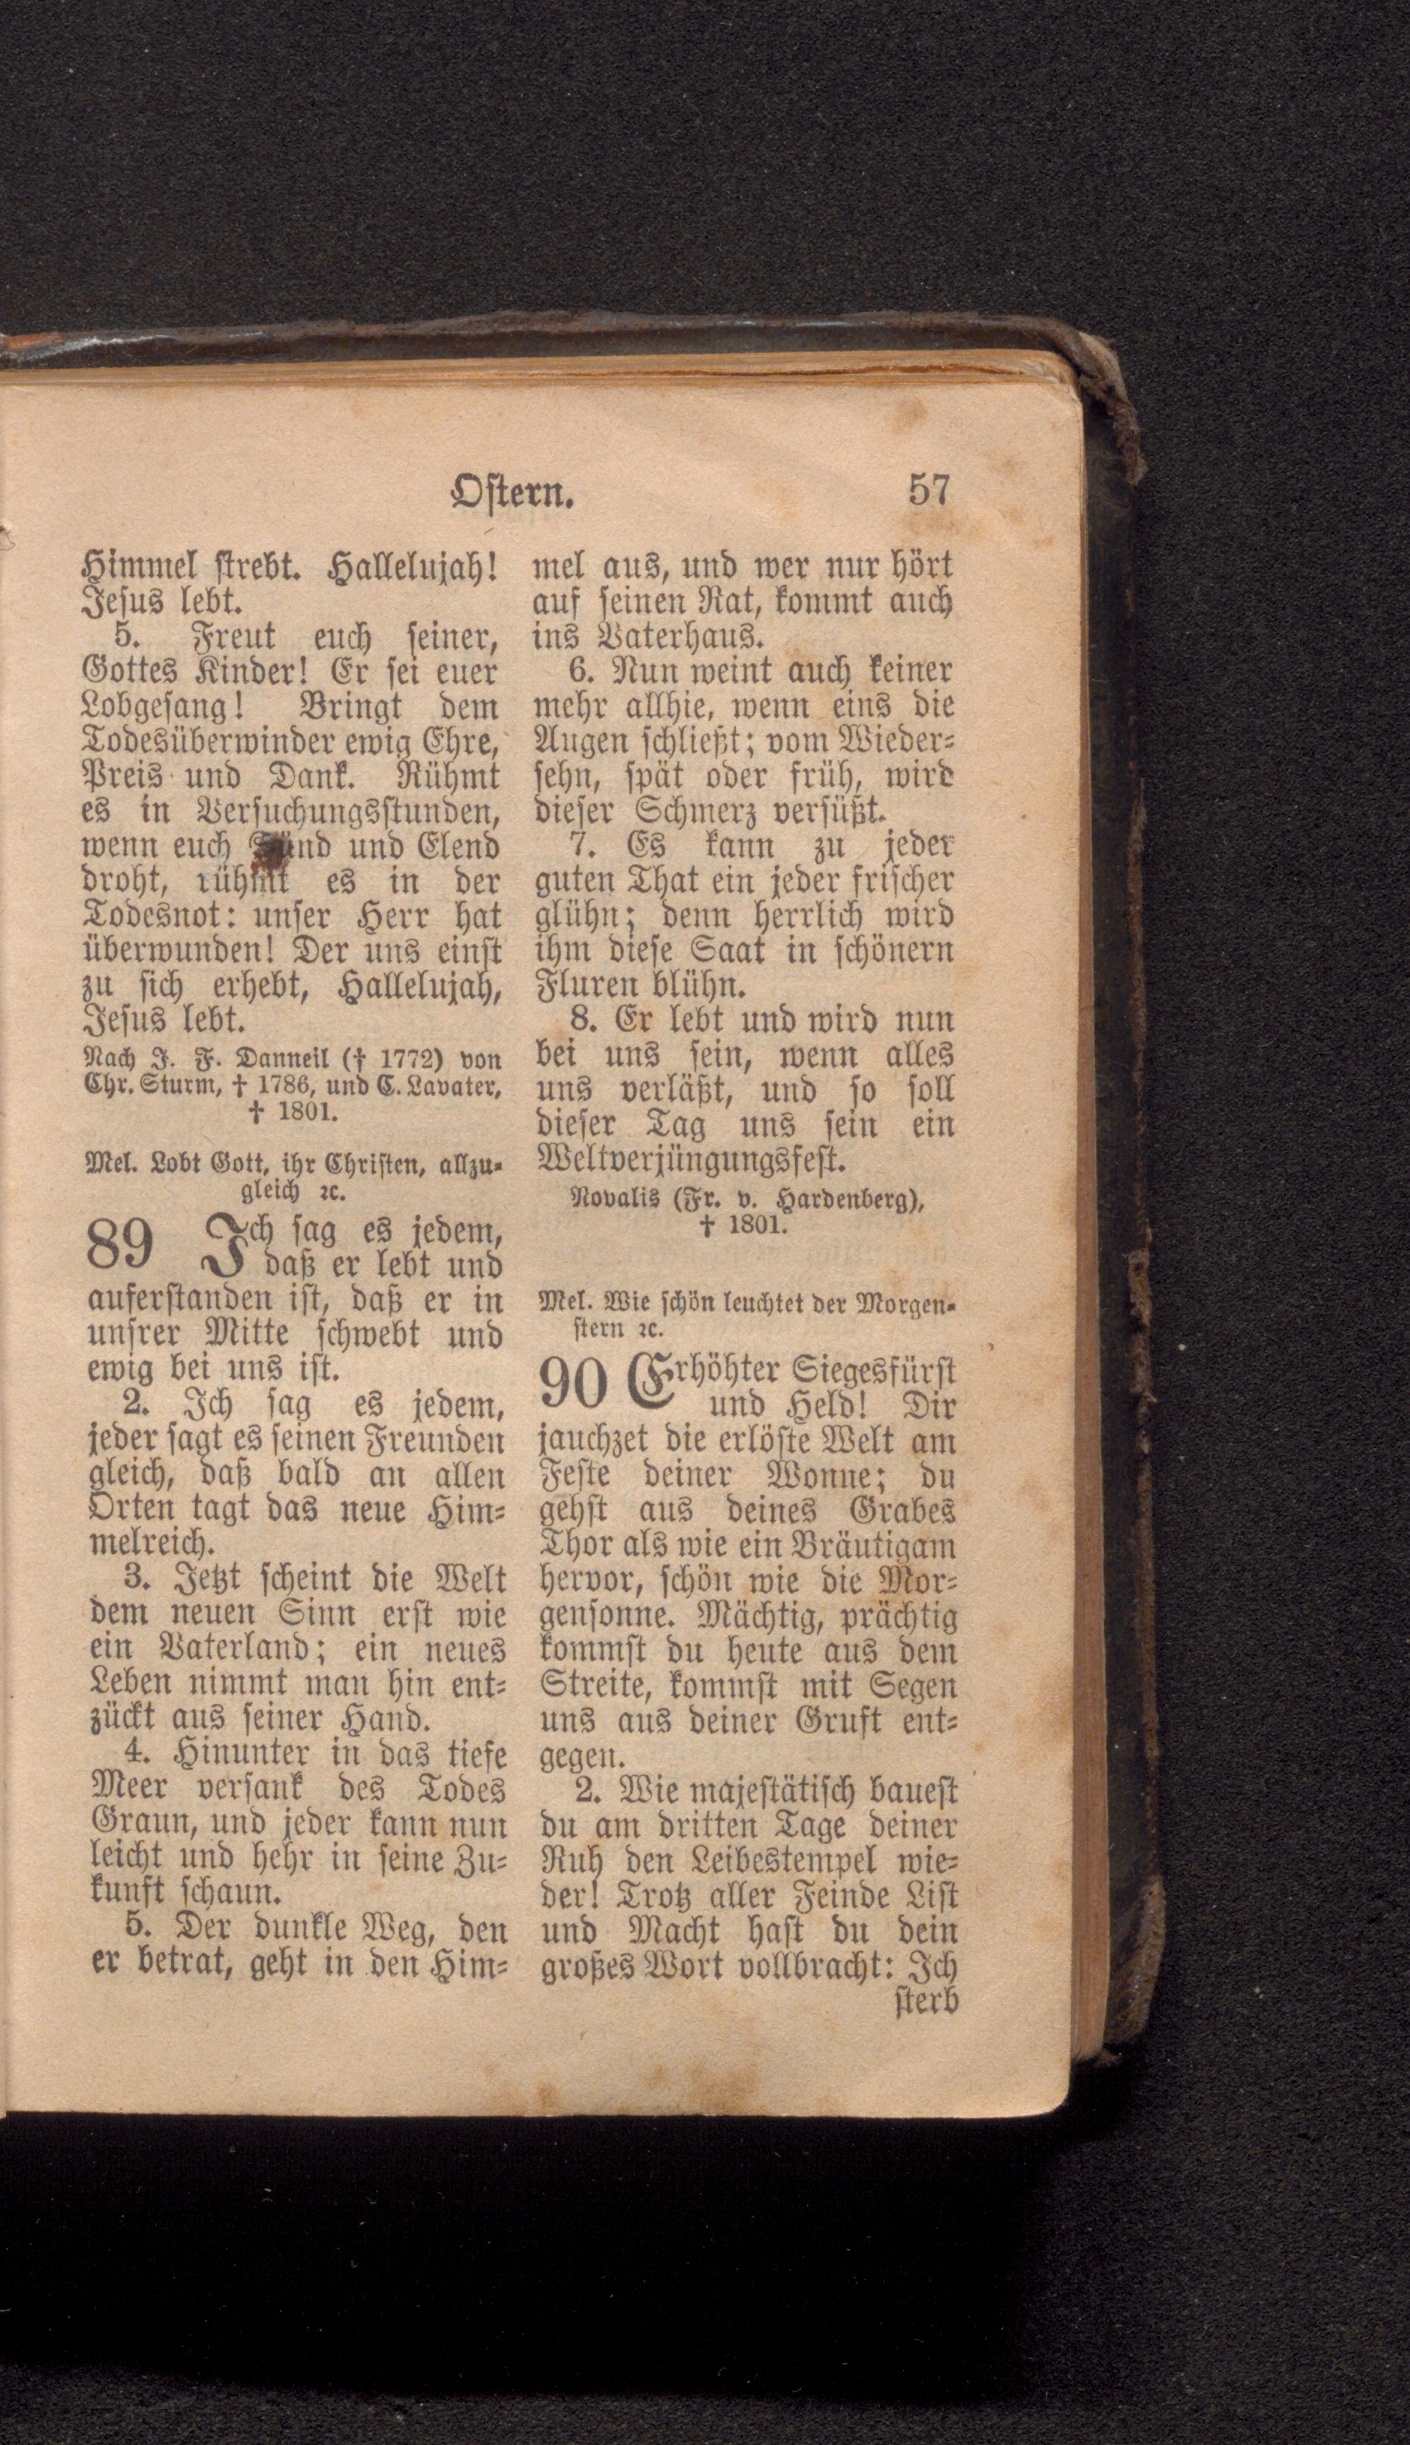 Ostern.
57
Himmel strebt. Hallelujah!
Jesus lebt.
5. Freut euch seiner,
Gottes Kinder! Er sei euer
Lobgesang! Bringt dem
Todesüberwinder ewig Ehre,
Preis und Dank. Rühmt
es in Versuchungsstunden,
wenn euch Sünd und Elend
droht, rühmt es in der
Todesnot: unser Herr hat
überwunden! Der uns einst
zu sich erhebt, Hallelujah,
Jesus lebt.
Nach J. F. Danneil († 1772) von
Chr. Sturm, † 1786, und C. Lavater,
† 1801.
Mel. Lobt Gott, ihr Christen, allzu-
gleich ꝛc.
89 Ich sag es jedem,
daß er lebt und
auferstanden ist, daß er in
unsrer Mitte schwebt und
ewig bei uns ist.
2. Ich sag es jedem,
jeder sagt es seinen Freunden
gleich, daß bald an allen
Orten tagt das neue Him-
melreich.
3. Jetzt scheint die Welt
dem neuen Sinn erst wie
ein Vaterland; ein neues
Leben nimmt man hin ent-
zückt aus seiner Hand.
4. Hinunter in das tiefe
Meer versank des Todes
Graun, und jeder kann nun
leicht und hehr in seine Zu-
kunft schaun.
5. Der dunkle Weg, den
er betrat, geht in den Him-
mel aus, und wer nur hört
auf seinen Rat, kommt auch
ins Vaterhaus.
6. Nun weint auch keiner
mehr allhie, wenn eins die
Augen schließt; vom Wieder-
sehn, spät oder früh, wird
dieser Schmerz versüßt.
7. Es kann zu jeder
guten That ein jeder frischer
glühn; denn herrlich wird
ihm diese Saat in schönern
Fluren blühn.
8. Er lebt und wird nun
bei uns sein, wenn alles
uns verläßt, und so soll
dieser Tag uns sein ein
Weltverjüngungsfest.
Novalis (Fr. v. Hardenberg),
† 1801.
Mel. Wie schön leuchtet der Morgen-
stern ꝛc.
90 Erhöhter Siegesfürst
und Held! Dir
jauchzet die erlöste Welt am
Feste deiner Wonne; du
gehst aus deines Grabes
Thor als wie ein Bräutigam
hervor, schön wie die Mor-
gensonne. Mächtig, prächtig
kommst du heute aus dem
Streite, kommst mit Segen
uns aus deiner Gruft ent-
gegen.
2. Wie majestätisch bauest
du am dritten Tage deiner
Ruh den Leibestempel wie-
der! Trotz aller Feinde List
und Macht hast du dein
großes Wort vollbracht: Ich
sterb